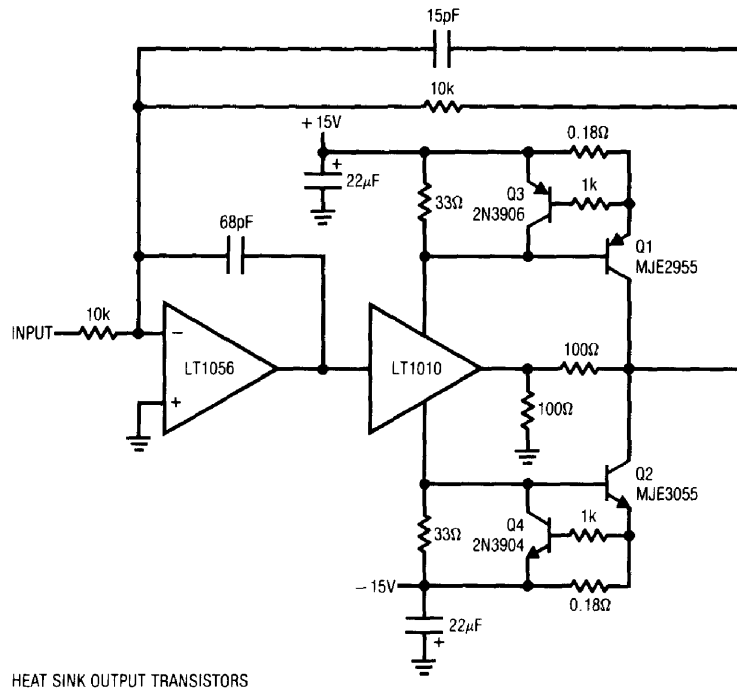 15pF
10k
+15V
0.18Ω
22μF
33Ω
Q3
2N3906
1k
68pF
Q1
MJE2955
10k
INPUT
−
LT1056
+
LT1010
100Ω
100Ω
Q2
MJE3055
33Ω
Q4
2N3904
1k
−15V
0.18Ω
22μF
+
+
HEAT SINK OUTPUT TRANSISTORS